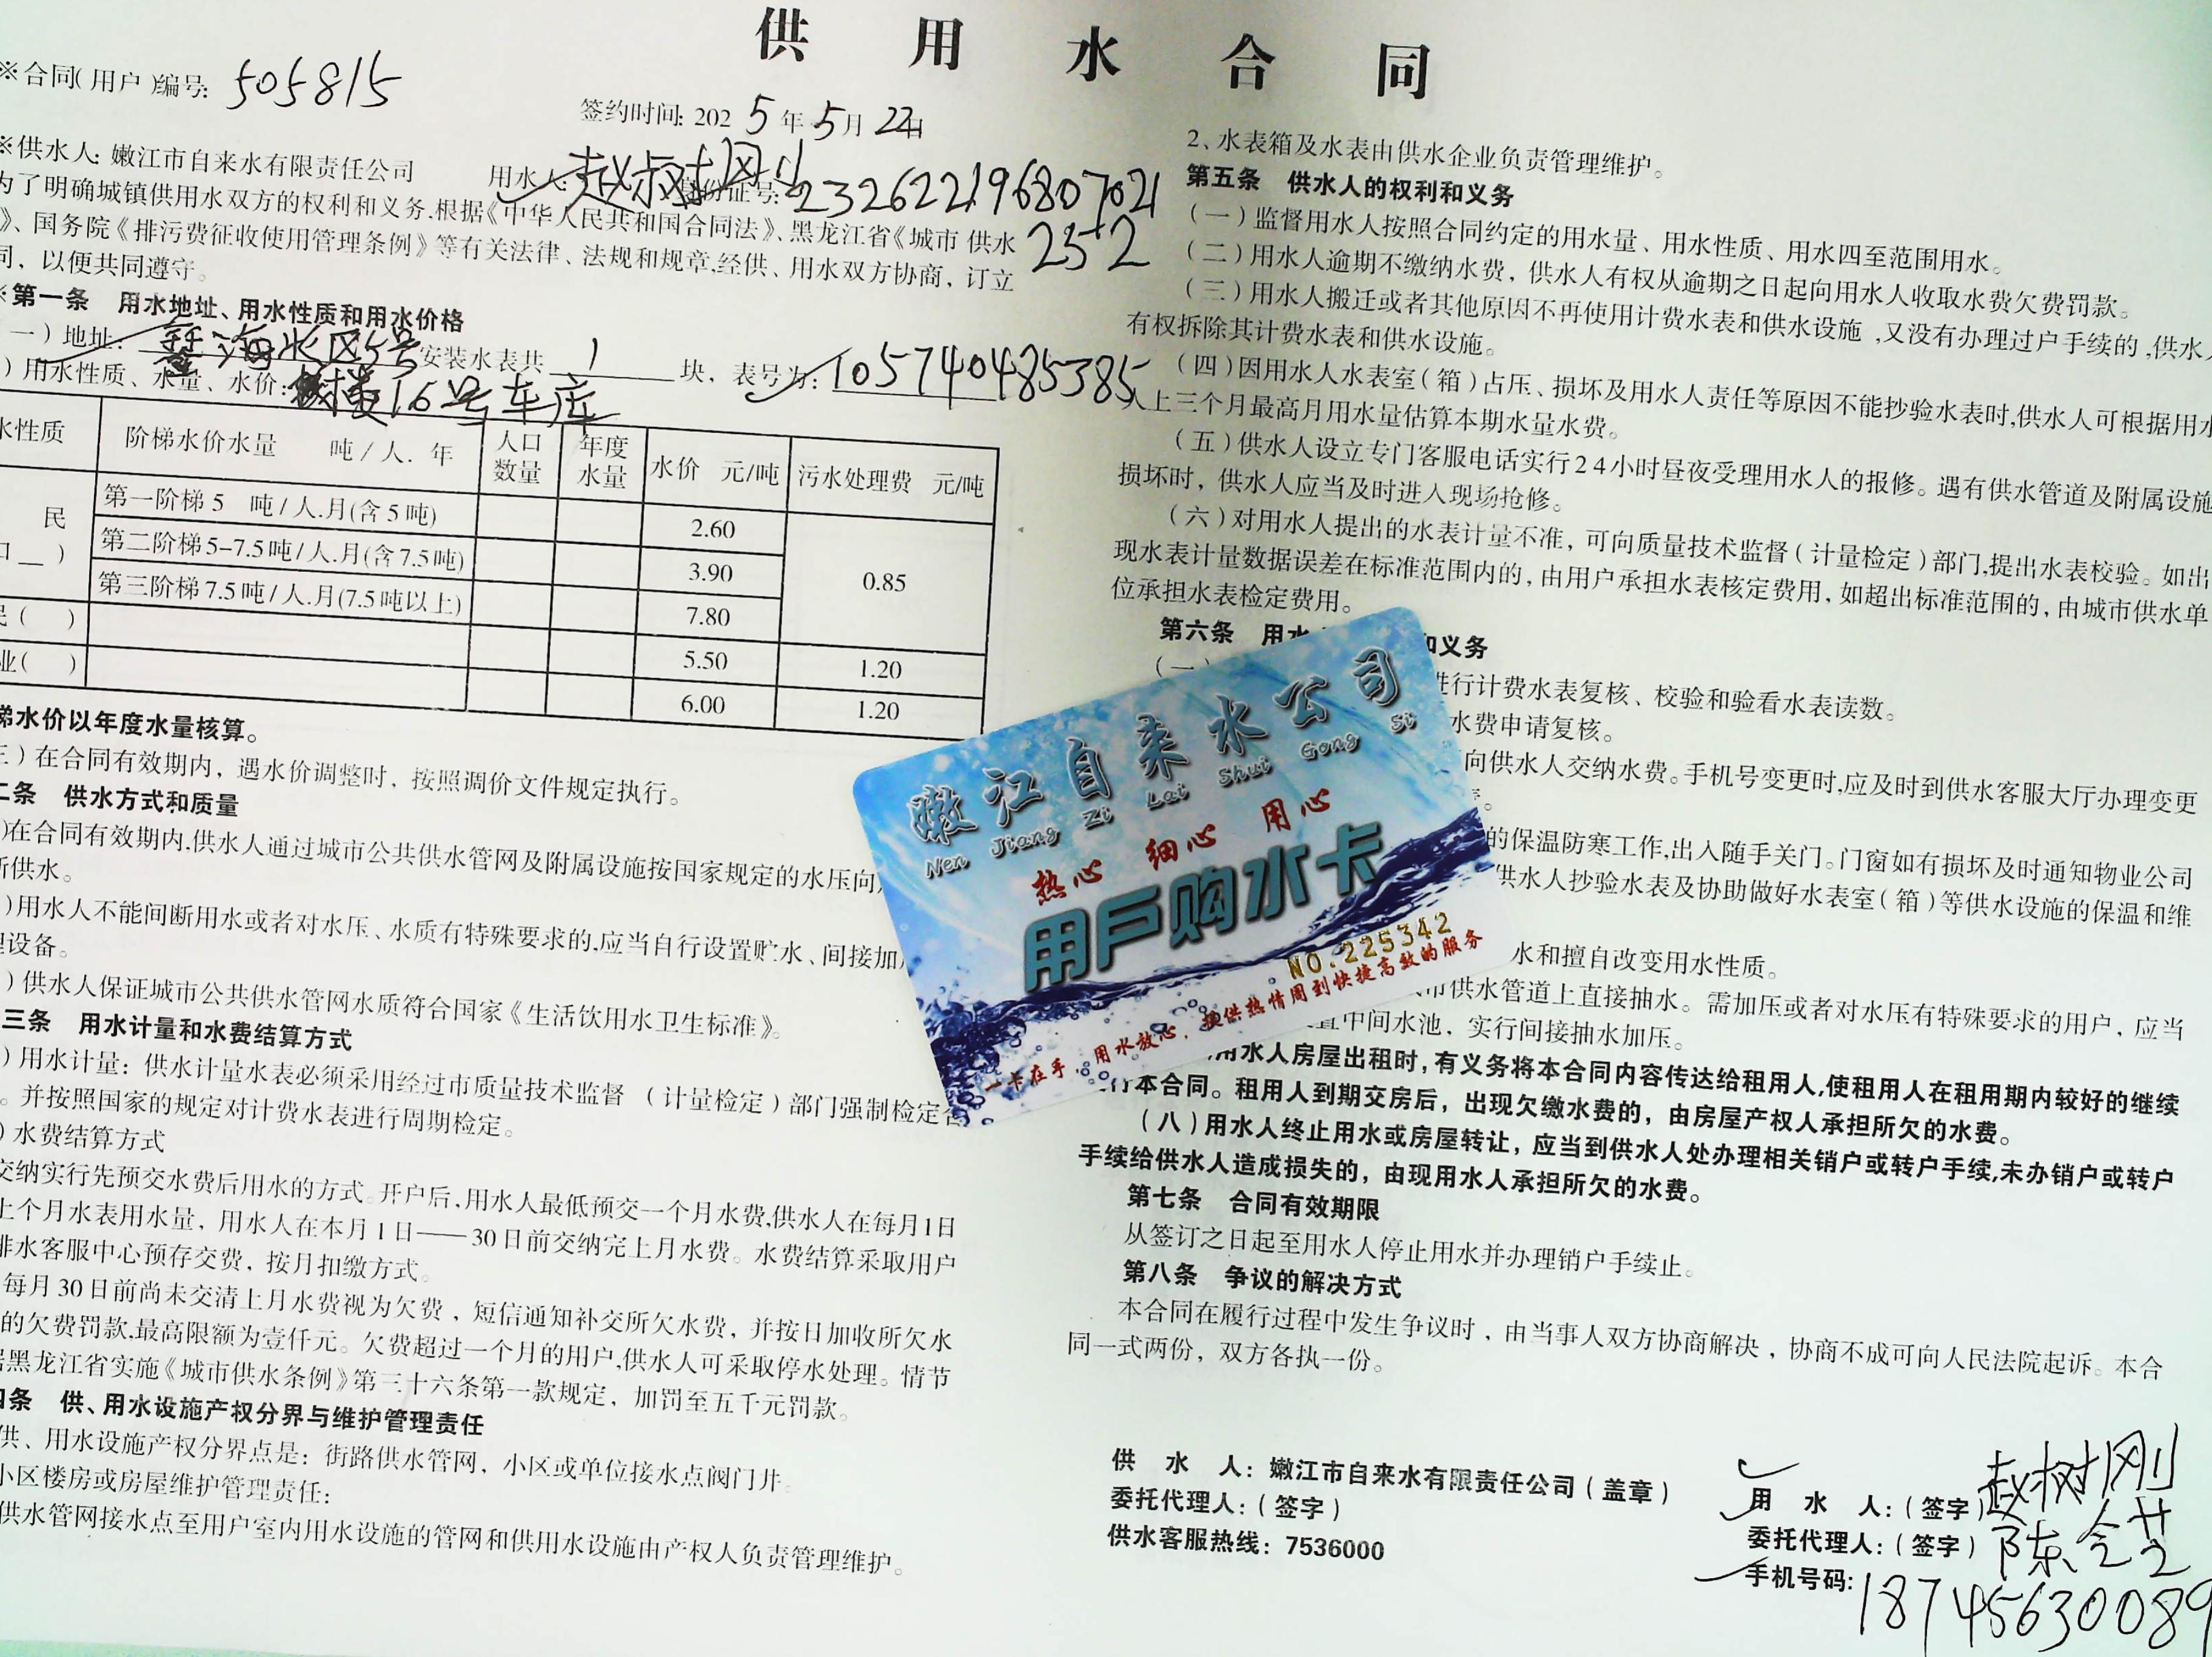 供用水合同
※合同(用户)编号: 505815
签约时间: 2025年5月22日
※供水人: 嫩江市自来水有限责任公司 用水人: 赵树刚 身份证号: 232622196807021
2512
为了明确城镇供用水双方的权利和义务,根据《中华人民共和国合同法》、黑龙江省《城市 供水
》、国务院《排污费征收使用管理条例》等有关法律、法规和规章,经供、用水双方协商, 订立
同, 以便共同遵守。
※第一条 用水地址、用水性质和用水价格
一)地址: 海水区5号 安装水表共 1 块, 表号为: 105740485385
)用水性质、水量、水价: 16号车库
水性质 阶梯水价水量 吨/人.年 人口数量 年度水量 水价 元/吨 污水处理费 元/吨
民 第一阶梯 5 吨/人.月(含5吨) 2.60
口__) 第二阶梯 5-7.5吨/人.月(含7.5吨) 3.90 0.85
第三阶梯 7.5吨/人.月(7.5吨以上) 7.80
民( ) 5.50 1.20
业( ) 6.00 1.20
梯水价以年度水量核算。
三)在合同有效期内, 遇水价调整时, 按照调价文件规定执行。
二条 供水方式和质量
)在合同有效期内,供水人通过城市公共供水管网及附属设施按国家规定的水压向
断供水。
)用水人不能间断用水或者对水压、水质有特殊要求的,应当自行设置贮水、间接加
理设备。
)供水人保证城市公共供水管网水质符合国家《生活饮用水卫生标准》。
三条 用水计量和水费结算方式
)用水计量: 供水计量水表必须采用经过市质量技术监督 (计量检定)部门强制检定合
。并按照国家的规定对计费水表进行周期检定。
)水费结算方式
交纳实行先预交水费后用水的方式。开户后,用水人最低预交一个月水费,供水人在每月1日
上个月水表用水量, 用水人在本月1日——30日前交纳完上月水费。水费结算采取用户
排水客服中心预存交费, 按月扣缴方式。
每月30日前尚未交清上月水费视为欠费, 短信通知补交所欠水费, 并按日加收所欠水
的欠费罚款,最高限额为壹仟元。欠费超过一个月的用户,供水人可采取停水处理。情节
黑龙江省实施《城市供水条例》第三十六条第一款规定, 加罚至五千元罚款。
四条 供、用水设施产权分界与维护管理责任
供、用水设施产权分界点是: 街路供水管网, 小区或单位接水点阀门井。
小区楼房或房屋维护管理责任:
供水管网接水点至用户室内用水设施的管网和供用水设施由产权人负责管理维护。
2、水表箱及水表由供水企业负责管理维护。
第五条 供水人的权利和义务
(一)监督用水人按照合同约定的用水量、用水性质、用水四至范围用水。
(二)用水人逾期不缴纳水费, 供水人有权从逾期之日起向用水人收取水费欠费罚款。
(三)用水人搬迁或者其他原因不再使用计费水表和供水设施, 又没有办理过户手续的,供水人
有权拆除其计费水表和供水设施。
(四)因用水人水表室(箱)占压、损坏及用水人责任等原因不能抄验水表时,供水人可根据用水
人上三个月最高月用水量估算本期水量水费。
(五)供水人设立专门客服电话实行24小时昼夜受理用水人的报修。遇有供水管道及附属设施
损坏时, 供水人应当及时进入现场抢修。
(六)对用水人提出的水表计量不准, 可向质量技术监督(计量检定)部门,提出水表校验。如出
现水表计量数据误差在标准范围内的, 由用户承担水表核定费用, 如超出标准范围的, 由城市供水单
位承担水表检定费用。
第六条 用水 和义务
(一) 进行计费水表复核、校验和验看水表读数。
水费申请复核。
向供水人交纳水费。手机号变更时,应及时到供水客服大厅办理变更
。
的保温防寒工作,出入随手关门。门窗如有损坏及时通知物业公司
供水人抄验水表及协助做好水表室(箱)等供水设施的保温和维
水和擅自改变用水性质。
市供水管道上直接抽水。需加压或者对水压有特殊要求的用户, 应当
置中间水池, 实行间接抽水加压。
用水人房屋出租时, 有义务将本合同内容传达给租用人,使租用人在租用期内较好的继续
行本合同。租用人到期交房后, 出现欠缴水费的, 由房屋产权人承担所欠的水费。
(八)用水人终止用水或房屋转让, 应当到供水人处办理相关销户或转户手续,未办销户或转户
手续给供水人造成损失的, 由现用水人承担所欠的水费。
第七条 合同有效期限
从签订之日起至用水人停止用水并办理销户手续止。
第八条 争议的解决方式
本合同在履行过程中发生争议时, 由当事人双方协商解决, 协商不成可向人民法院起诉。本合
同一式两份, 双方各执一份。
供 水 人: 嫩江市自来水有限责任公司(盖章)
委托代理人:(签字)
供水客服热线: 7536000
用 水 人:(签字) 赵树刚
委托代理人:(签字) 陈
手机号码: 18745630089
嫩江自来水公司
Nen Jiang Zi Lai Shui Gong Si
热心 细心 用心
用户购水卡
NO.225342
一卡在手, 用水放心, 提供热情周到快捷高效的服务